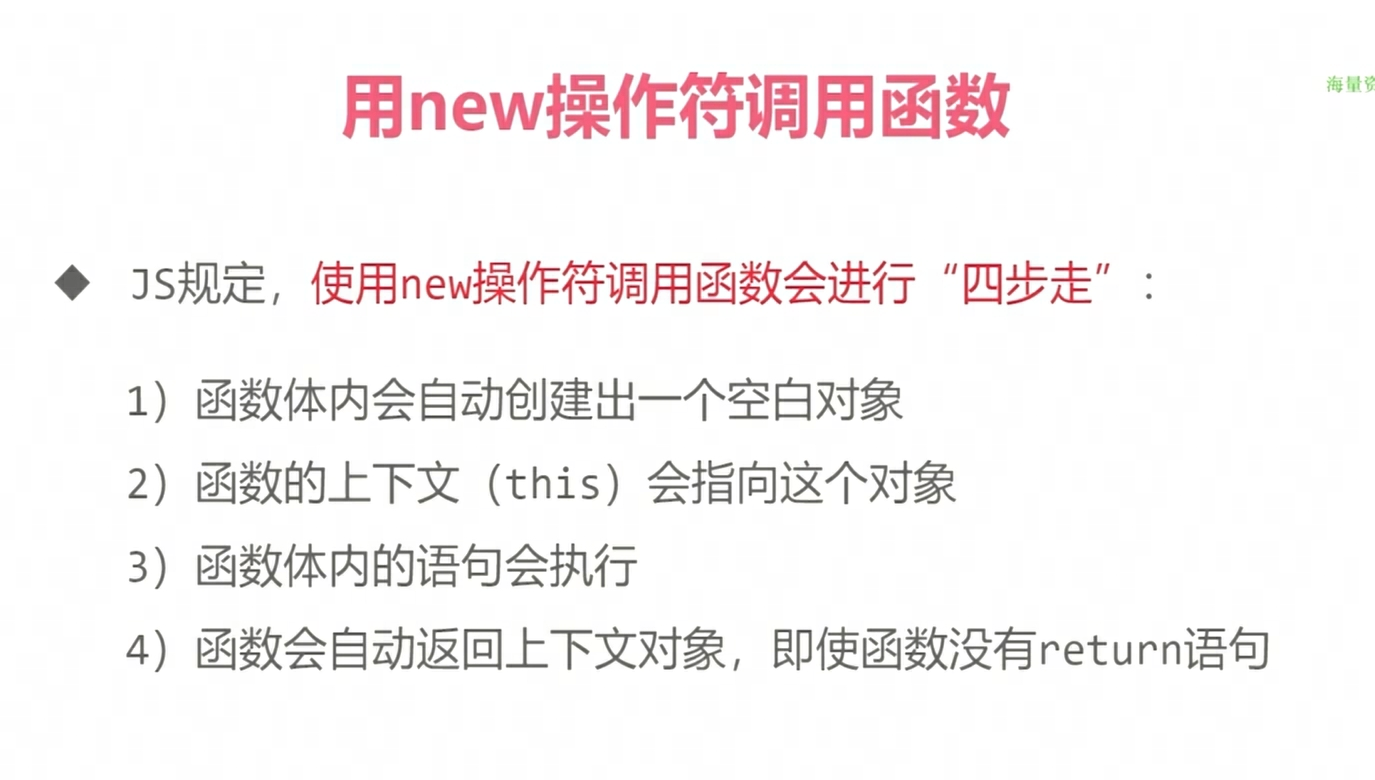 用new操作符调用函数
海量资
◆ JS规定，使用new操作符调用函数会进行“四步走”：
1）函数体内会自动创建出一个空白对象
2）函数的上下文（this）会指向这个对象
3）函数体内的语句会执行
4）函数会自动返回上下文对象，即使函数没有return语句